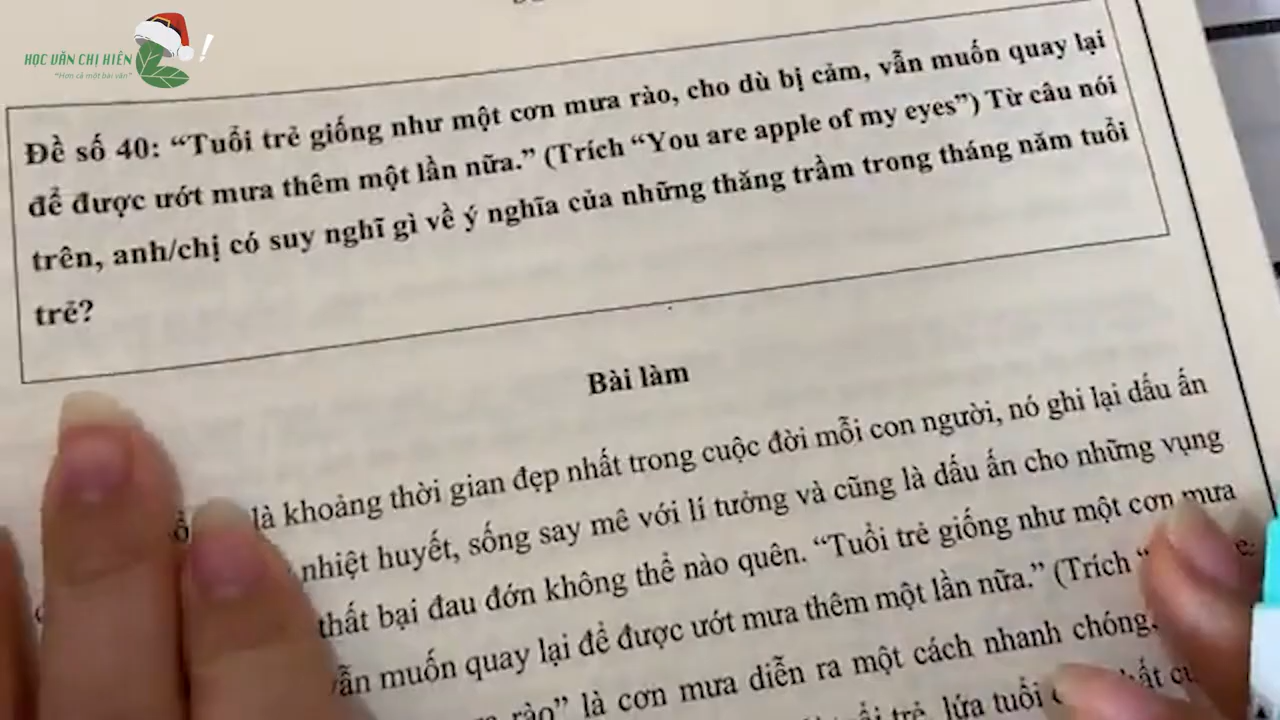 HỌC VĂN CHỊ HIÊN
"Hơn cả một bài văn"
Đề số 40: “Tuổi trẻ giống như một cơn mưa rào, cho dù bị cảm, vẫn muốn quay lại
để được ướt mưa thêm một lần nữa.” (Trích “You are apple of my eyes”) Từ câu nói
trên, anh/chị có suy nghĩ gì về ý nghĩa của những thăng trầm trong tháng năm tuổi
trẻ?
Bài làm
là khoảng thời gian đẹp nhất trong cuộc đời mỗi con người, nó ghi lại dấu ấn
nhiệt huyết, sống say mê với lí tưởng và cũng là dấu ấn cho những vụng
thất bại đau đớn không thể nào quên. “Tuổi trẻ giống như một cơn mưa
vẫn muốn quay lại để được ướt mưa thêm một lần nữa.” (Trích
rào” là cơn mưa diễn ra một cách nhanh chóng,
trẻ, lứa tuổi